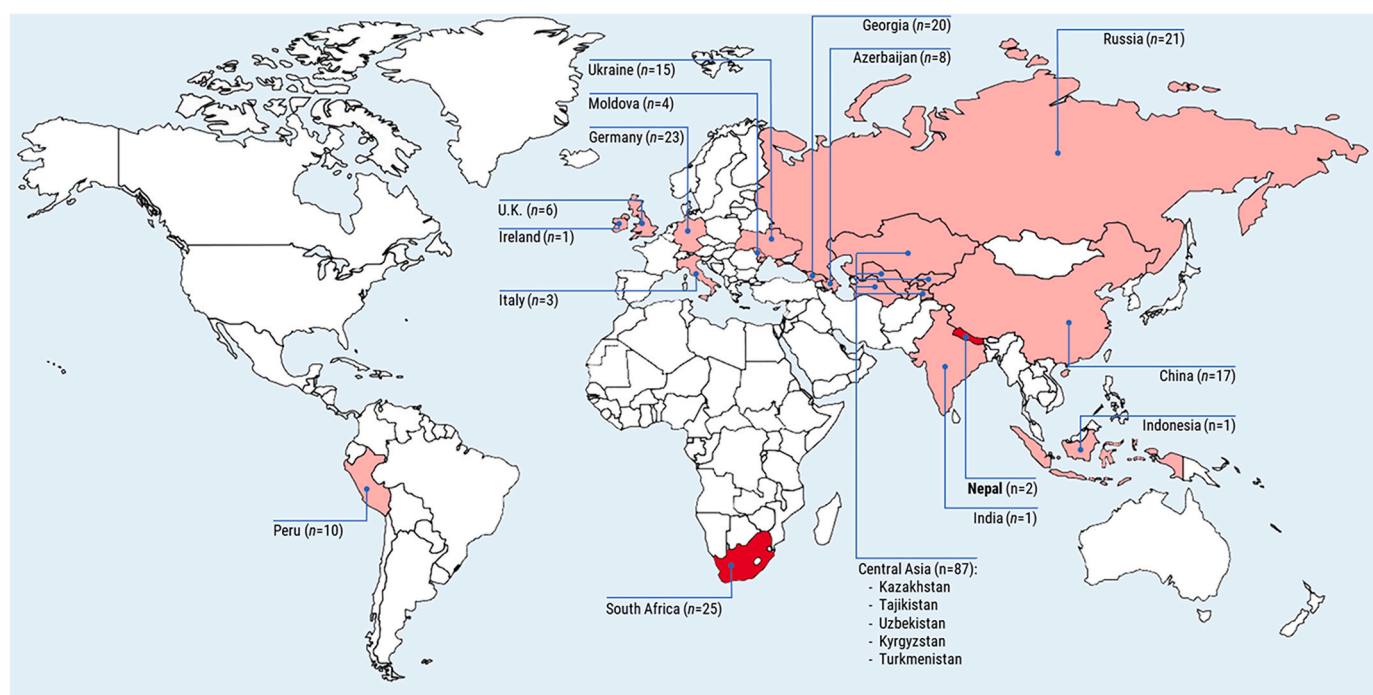 Georgia (n=20)
Russia (n=21)
Azerbaijan (n=8)
Ukraine (n=15)
Moldova (n=4)
Germany (n=23)
U.K. (n=6)
Ireland (n=1)
Italy (n=3)
China (n=17)
Indonesia (n=1)
Nepal (n=2)
India (n=1)
Peru (n=10)
Central Asia (n=87):
- Kazakhstan
- Tajikistan
- Uzbekistan
- Kyrgyzstan
- Turkmenistan
South Africa (n=25)